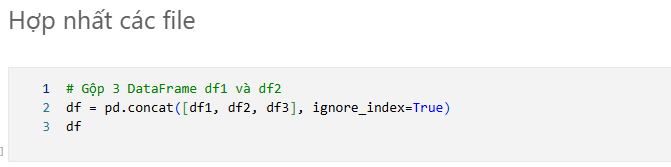 Hợp nhất các file
1 # Gộp 3 DataFrame df1 và df2
2 df = pd.concat([df1, df2, df3], ignore_index=True)
3 df
]